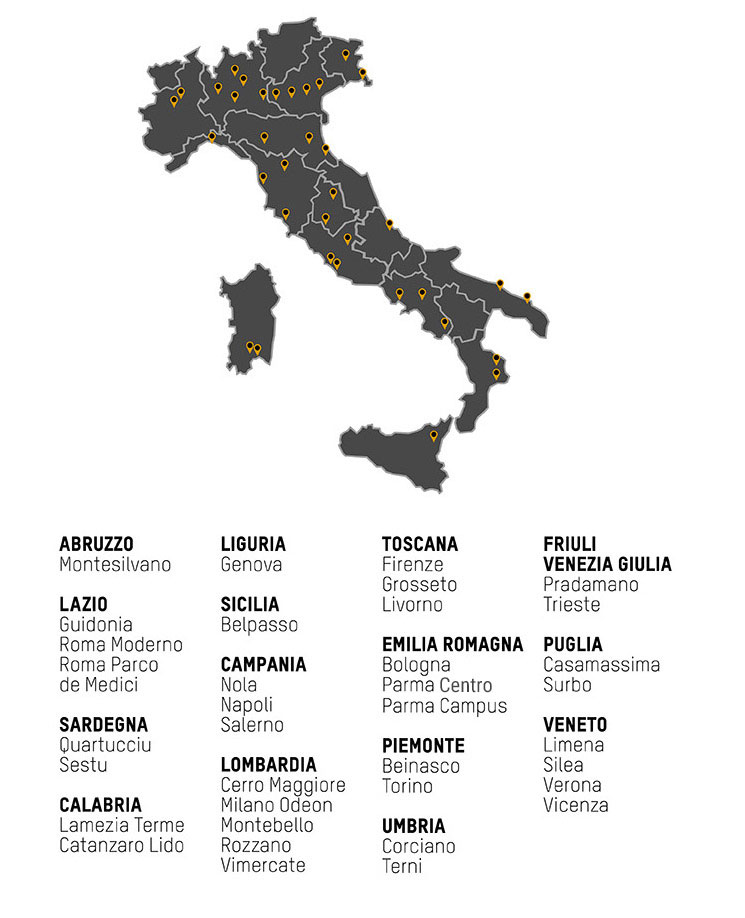 ABRUZZO
Montesilvano
LAZIO
Guidonia
Roma Moderno
Roma Parco
de Medici
SARDEGNA
Quartucciu
Sestu
CALABRIA
Lamezia Terme
Catanzaro Lido
LIGURIA
Genova
SICILIA
Belpasso
CAMPANIA
Nola
Napoli
Salerno
LOMBARDIA
Cerro Maggiore
Milano Odeon
Montebello
Rozzano
Vimercate
TOSCANA
Firenze
Grosseto
Livorno
EMILIA ROMAGNA
Bologna
Parma Centro
Parma Campus
PIEMONTE
Beinasco
Torino
UMBRIA
Corciano
Terni
FRIULI
VENEZIA GIULIA
Pradamano
Trieste
PUGLIA
Casamassima
Surbo
VENETO
Limena
Silea
Verona
Vicenza